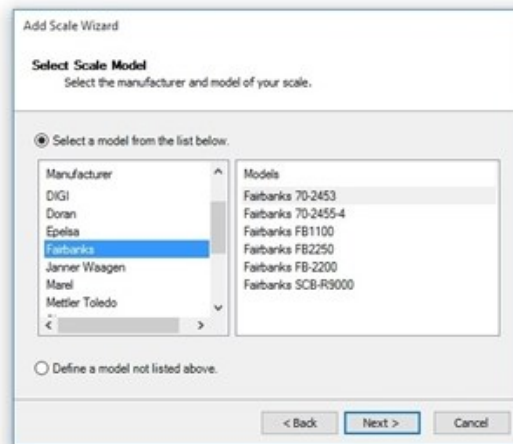 Add Scale Wizard
Select Scale Model
Select the manufacturer and model of your scale.
Select a model from the list below.
Manufacturer
DIGI
Doran
Epelsa
Fairbanks
Janner Waagen
Marel
Mettler Toledo
Models
Fairbanks 70-2453
Fairbanks 70-2455-4
Fairbanks FB1100
Fairbanks FB2250
Fairbanks FB-2200
Fairbanks SCB-R9000
Define a model not listed above.
< Back
Next >
Cancel